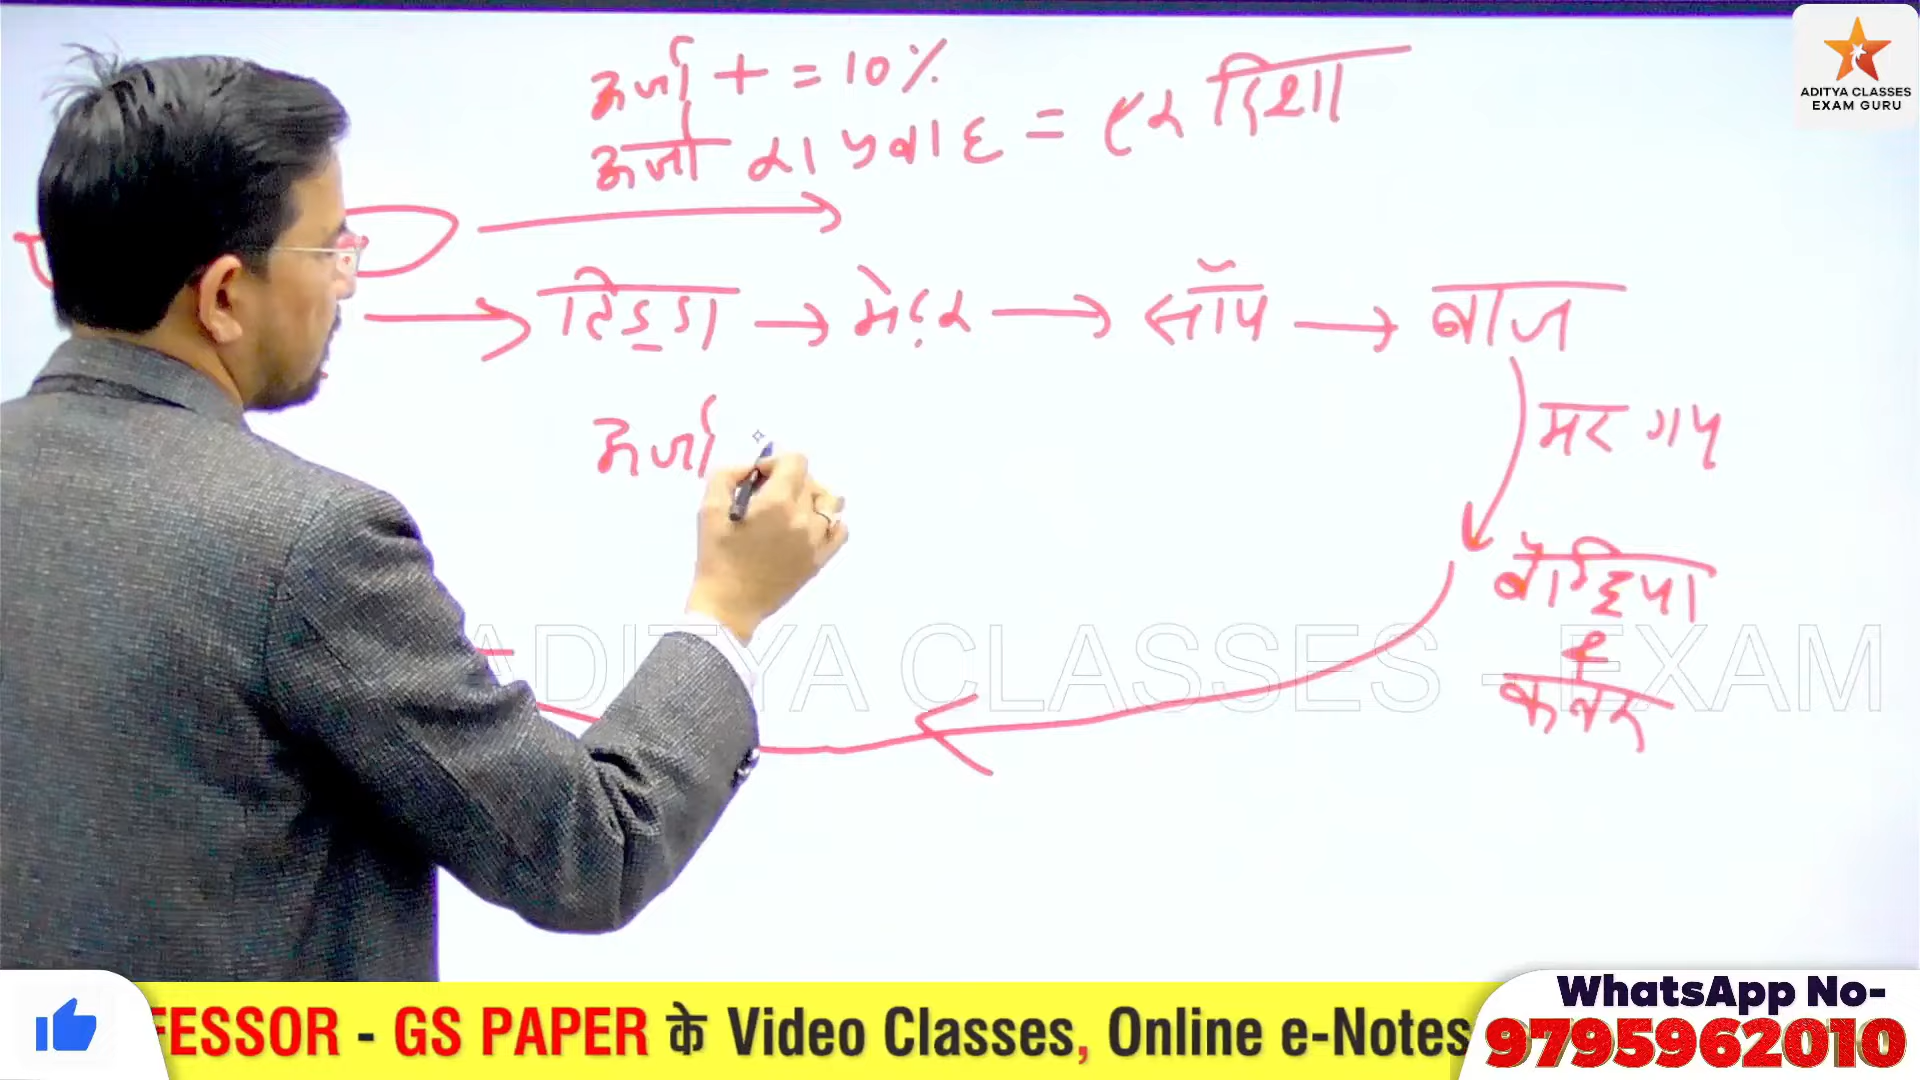 ऊर्जा + = 10%
ऊर्जा का प्रवाह = एक दिशा
ADITYA CLASSES
EXAM GURU
→ टिड्डा → मेढ़क → साँप → बाज
मर गया
ऊर्जा
बैक्टिरिया
ADITYA CLASSES - EXAM
कवक
FESSOR - GS PAPER के Video Classes, Online e-Notes
WhatsApp No-
9795962010